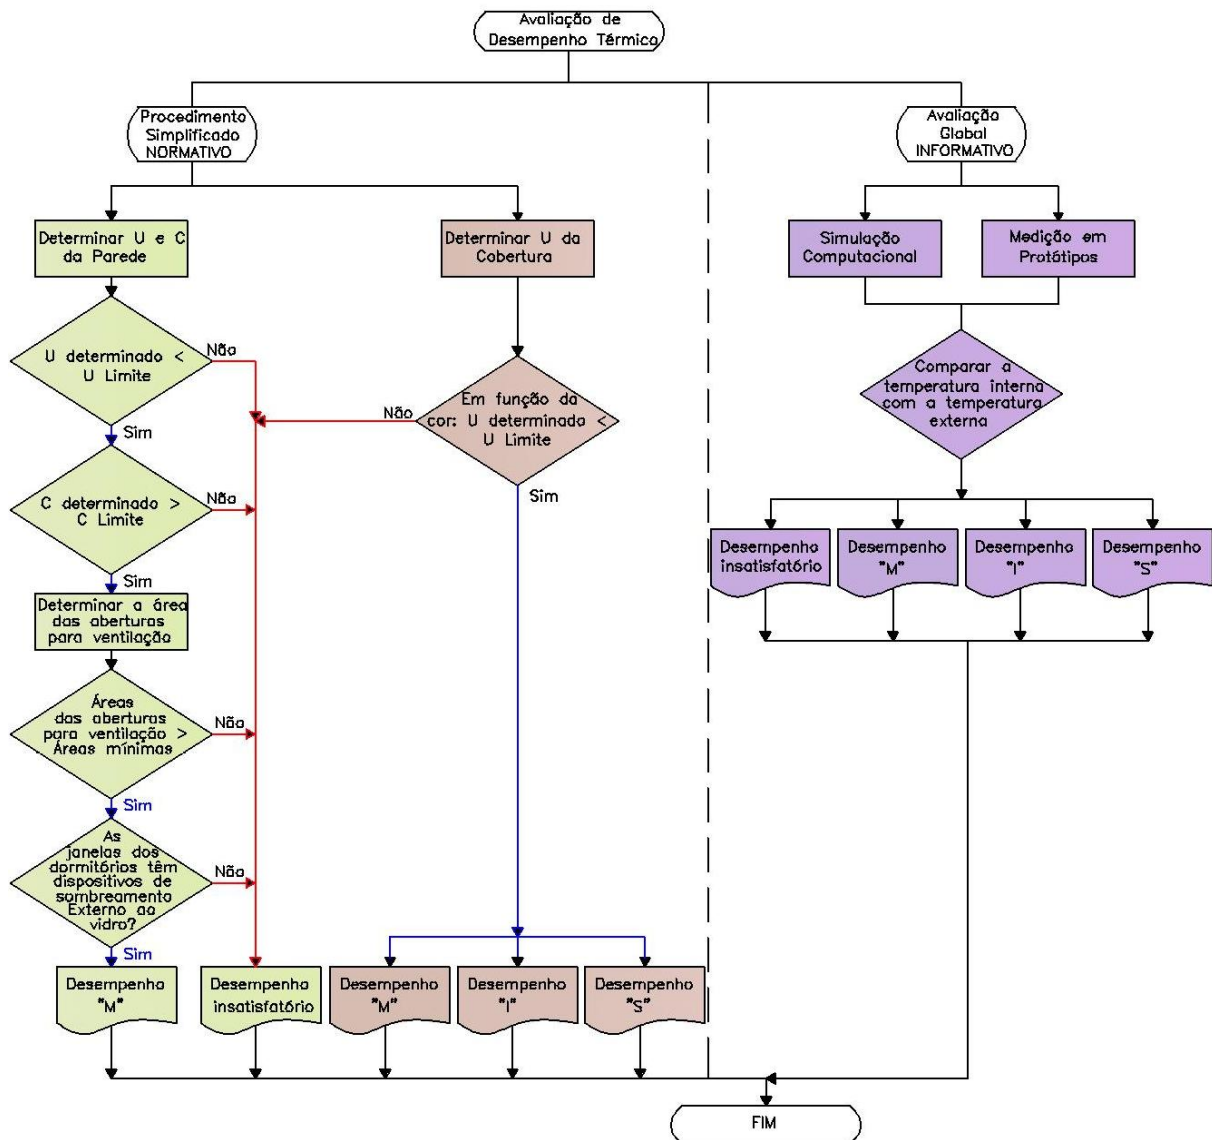 Avaliação de
Desempenho Térmico
Procedimento
Simplificado
NORMATIVO
Avaliação
Global
INFORMATIVO
Determinar U e C
da Parede
Determinar U da
Cobertura
Simulação
Computacional
Medição em
Protótipos
U determinado <
U Limite
Não
Sim
Em função da
cor: U determinado <
U Limite
Não
Sim
Comparar a
temperatura interna
com a temperatura
externa
C determinado >
C Limite
Não
Sim
Desempenho
insatisfatório
Desempenho
"M"
Desempenho
"I"
Desempenho
"S"
Determinar a área
das aberturas
para ventilação
Áreas
das aberturas
para ventilação >
Áreas mínimas
Não
Sim
As
janelas dos
dormitórios têm
dispositivos de
sombreamento
Externo ao
vidro?
Não
Sim
Desempenho
"M"
Desempenho
insatisfatório
Desempenho
"M"
Desempenho
"I"
Desempenho
"S"
FIM